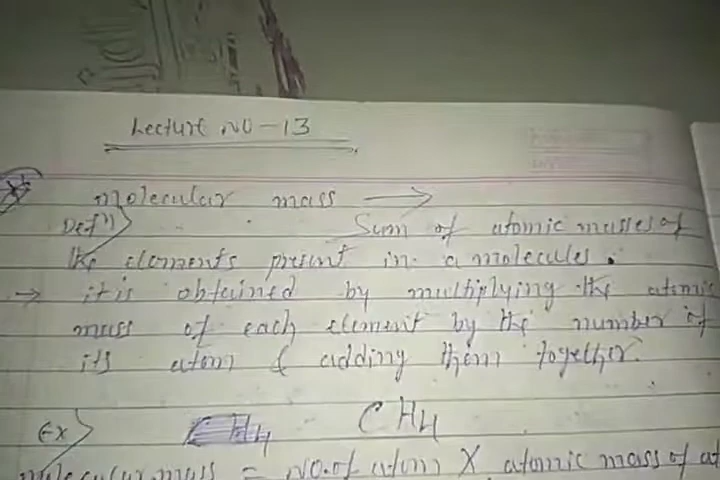 Lecture NO-13
molecular mass →
Defⁿ) Sum of atomic masses of
the elements present in a molecules.
→ it is obtained by multiplying the atomic
mass of each element by the number of
its atom & adding them together.
Ex) CH4 CH4
molecular mass = NO. of atom X atomic mass of at